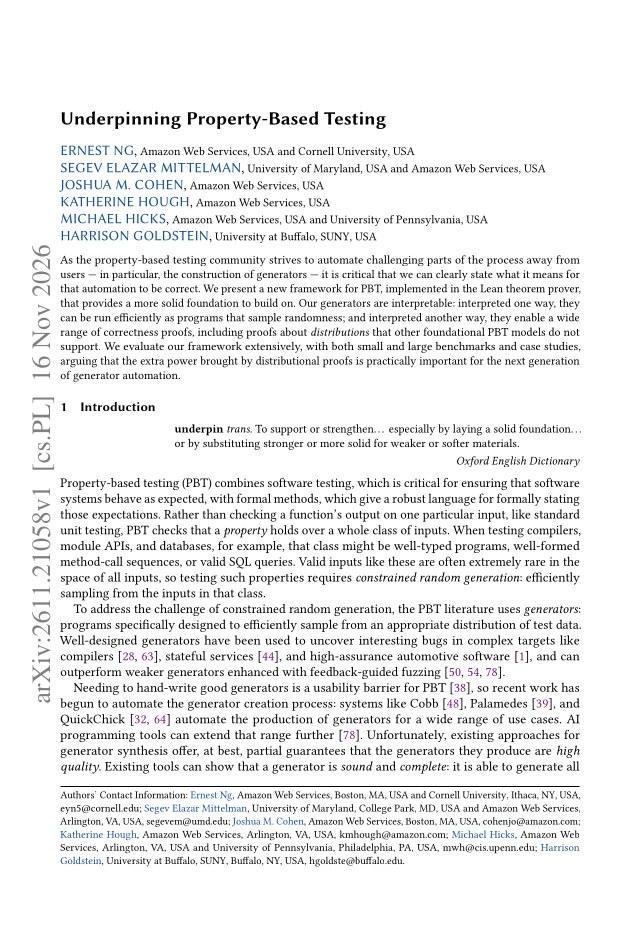 arXiv:2611.21058v1 [cs.PL] 16 Nov 2026
Underpinning Property-Based Testing
ERNEST NG, Amazon Web Services, USA and Cornell University, USA
SEGEV ELAZAR MITTELMAN, University of Maryland, USA and Amazon Web Services, USA
JOSHUA M. COHEN, Amazon Web Services, USA
KATHERINE HOUGH, Amazon Web Services, USA
MICHAEL HICKS, Amazon Web Services, USA and University of Pennsylvania, USA
HARRISON GOLDSTEIN, University at Buffalo, SUNY, USA
As the property-based testing community strives to automate challenging parts of the process away from
users — in particular, the construction of generators — it is critical that we can clearly state what it means for
that automation to be correct. We present a new framework for PBT, implemented in the Lean theorem prover,
that provides a more solid foundation to build on. Our generators are interpretable: interpreted one way, they
can be run efficiently as programs that sample randomness; and interpreted another way, they enable a wide
range of correctness proofs, including proofs about distributions that other foundational PBT models do not
support. We evaluate our framework extensively, with both small and large benchmarks and case studies,
arguing that the extra power brought by distributional proofs is practically important for the next generation
of generator automation.
1 Introduction
underpin trans. To support or strengthen... especially by laying a solid foundation...
or by substituting stronger or more solid for weaker or softer materials.
Oxford English Dictionary
Property-based testing (PBT) combines software testing, which is critical for ensuring that software
systems behave as expected, with formal methods, which give a robust language for formally stating
those expectations. Rather than checking a function's output on one particular input, like standard
unit testing, PBT checks that a property holds over a whole class of inputs. When testing compilers,
module APIs, and databases, for example, that class might be well-typed programs, well-formed
method-call sequences, or valid SQL queries. Valid inputs like these are often extremely rare in the
space of all inputs, so testing such properties requires constrained random generation: efficiently
sampling from the inputs in that class.
To address the challenge of constrained random generation, the PBT literature uses generators:
programs specifically designed to efficiently sample from an appropriate distribution of test data.
Well-designed generators have been used to uncover interesting bugs in complex targets like
compilers [28, 63], stateful services [44], and high-assurance automotive software [1], and can
outperform weaker generators enhanced with feedback-guided fuzzing [50, 54, 78].
Needing to hand-write good generators is a usability barrier for PBT [38], so recent work has
begun to automate the generator creation process: systems like Cobb [48], Palamedes [39], and
QuickChick [32, 64] automate the production of generators for a wide range of use cases. AI
programming tools can extend that range further [78]. Unfortunately, existing approaches for
generator synthesis offer, at best, partial guarantees that the generators they produce are high
quality. Existing tools can show that a generator is sound and complete: it is able to generate all
Authors' Contact Information: Ernest Ng, Amazon Web Services, Boston, MA, USA and Cornell University, Ithaca, NY, USA,
eyn5@cornell.edu; Segev Elazar Mittelman, University of Maryland, College Park, MD, USA and Amazon Web Services,
Arlington, VA, USA, segevem@umd.edu; Joshua M. Cohen, Amazon Web Services, Boston, MA, USA, cohenjo@amazon.com;
Katherine Hough, Amazon Web Services, Arlington, VA, USA, kmhough@amazon.com; Michael Hicks, Amazon Web
Services, Arlington, VA, USA and University of Pennsylvania, Philadelphia, PA, USA, mwh@cis.upenn.edu; Harrison
Goldstein, University at Buffalo, SUNY, Buffalo, NY, USA, hgoldste@buffalo.edu.